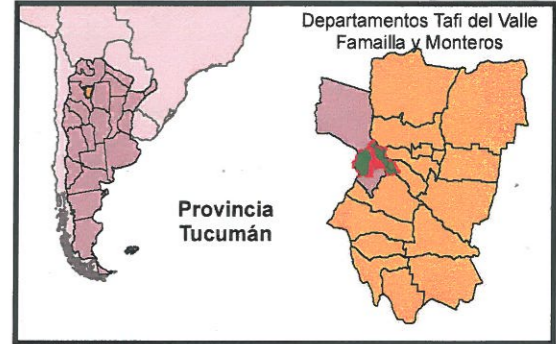 Departamentos Tafi del Valle
Famailla y Monteros
Provincia
Tucumán